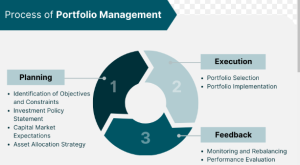 Process of Portfolio Management
Planning
• Identification of Objectives
and Constraints
• Investment Policy
Statement
• Capital Market
Expectations
• Asset Allocation Strategy
1
2
3
Execution
• Portfolio Selection
• Portfolio Implementation
Feedback
• Monitoring and Rebalancing
• Performance Evaluation